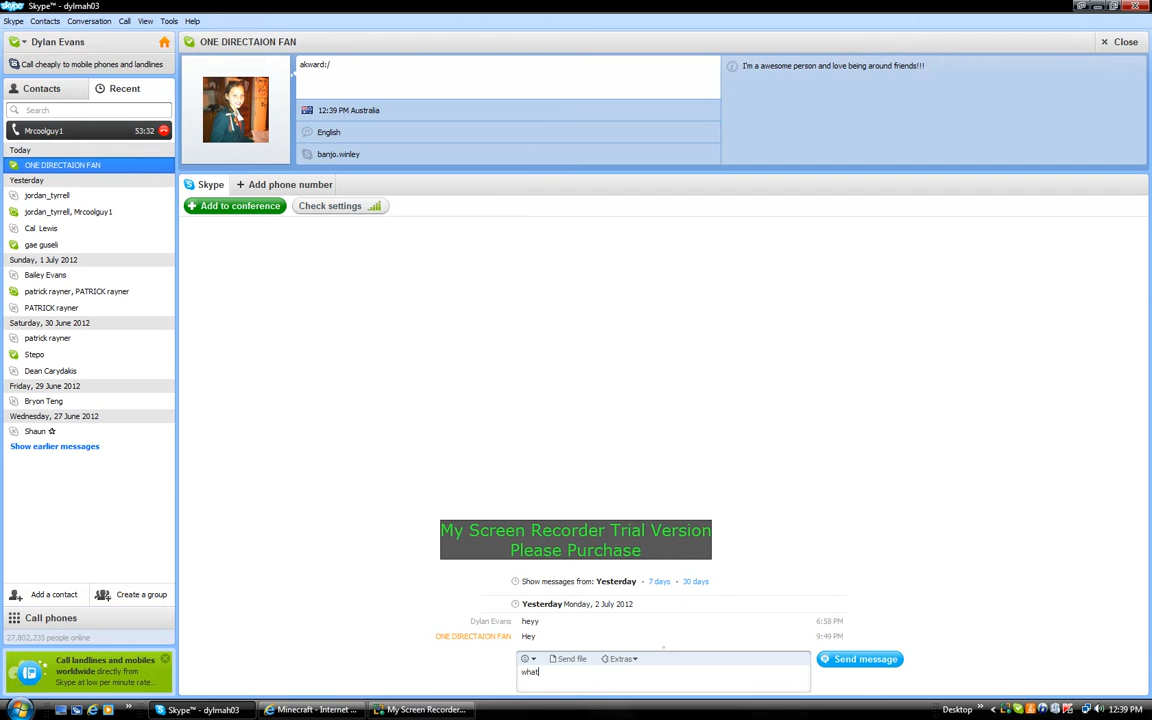 Skype™ - dylmah03
Skype Contacts Conversation Call View Tools Help
Dylan Evans
Call cheaply to mobile phones and landlines
Contacts Recent
Search
Mrcoolguy1 53:32
Today
ONE DIRECTAION FAN
Yesterday
jordan_tyrrell
jordan_tyrrell, Mrcoolguy1
Cal Lewis
gae guseli
Sunday, 1 July 2012
Bailey Evans
patrick rayner, PATRICK rayner
PATRICK rayner
Saturday, 30 June 2012
patrick rayner
Stepo
Dean Carydakis
Friday, 29 June 2012
Bryon Teng
Wednesday, 27 June 2012
Shaun
Show earlier messages
Add a contact Create a group
Call phones
27,802,235 people online
Call landlines and mobiles
worldwide directly from
Skype at low per minute rate...
ONE DIRECTAION FAN Close
akward:/
I'm a awesome person and love being around friends!!!
12:39 PM Australia
English
banjo.winley
Skype + Add phone number
Add to conference Check settings
My Screen Recorder Trial Version
Please Purchase
Show messages from: Yesterday • 7 days • 30 days
Yesterday Monday, 2 July 2012
Dylan Evans heyy 6:58 PM
ONE DIRECTAION FAN Hey 9:49 PM
Send file Extras
what
Send message
» Skype™ - dylmah03 Minecraft - Internet ... My Screen Recorder... Desktop » 12:39 PM